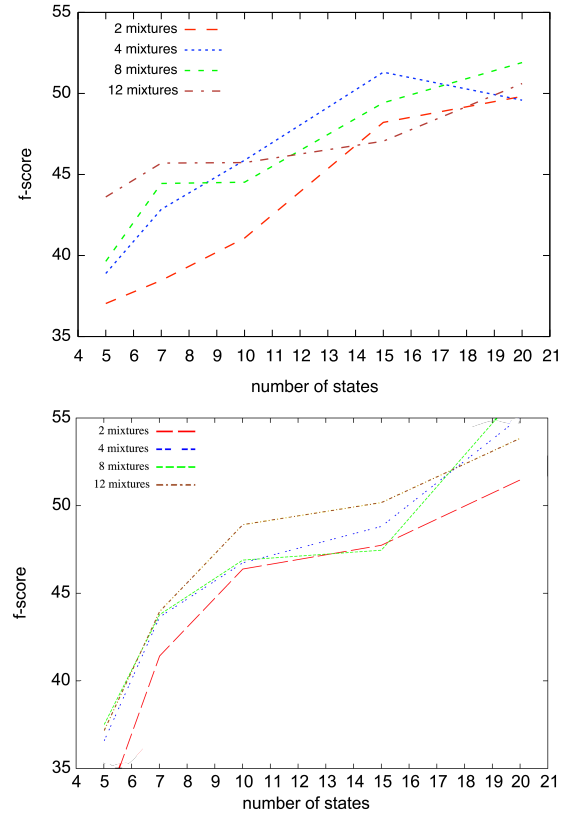 55
50
45
40
35
f-score
2 mixtures
4 mixtures
8 mixtures
12 mixtures
4 5 6 7 8 9 10 11 12 13 14 15 16 17 18 19 20 21
number of states
55
50
45
40
35
f-score
2 mixtures
4 mixtures
8 mixtures
12 mixtures
4 5 6 7 8 9 10 11 12 13 14 15 16 17 18 19 20 21
number of states